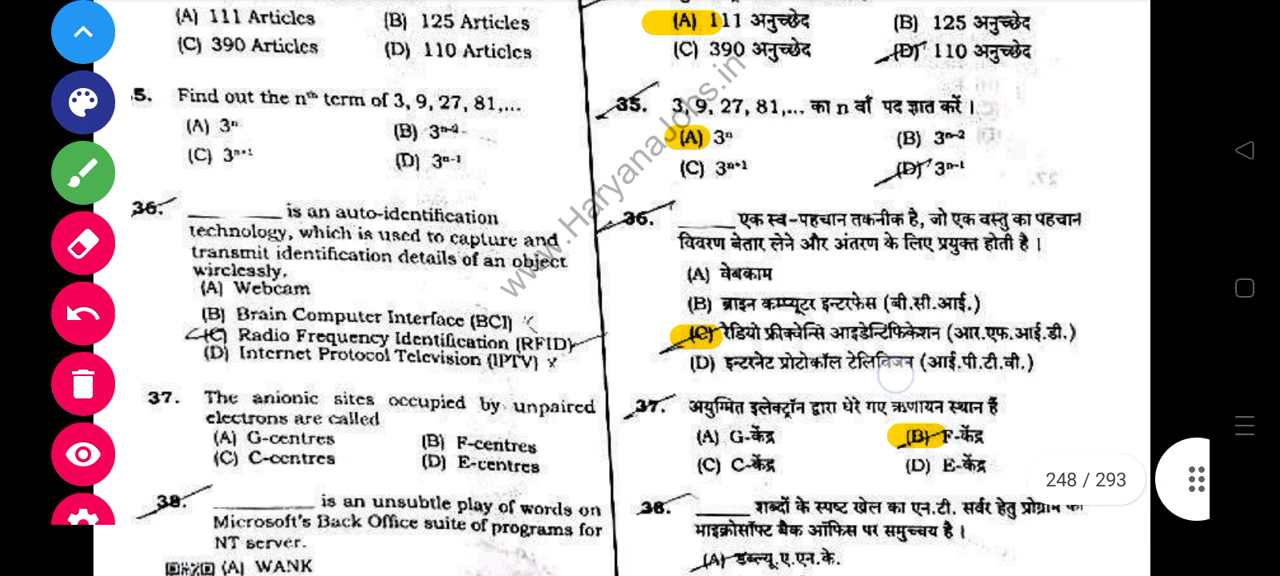 (A) 111 Articles (B) 125 Articles
(C) 390 Articles (D) 110 Articles
5. Find out the nth term of 3, 9, 27, 81,...
(A) 3ⁿ (B) 3ⁿ⁻²
(C) 3ⁿ⁺¹ (D) 3ⁿ⁻¹
36. ______ is an auto-identification
technology, which is used to capture and
transmit identification details of an object
wirelessly.
(A) Webcam
(B) Brain Computer Interface (BCI)
(C) Radio Frequency Identification (RFID)
(D) Internet Protocol Television (IPTV)
37. The anionic sites occupied by unpaired
electrons are called
(A) G-centres (B) F-centres
(C) C-centres (D) E-centres
38. ______ is an unsubtle play of words on
Microsoft's Back Office suite of programs for
NT server.
(A) WANK
(A) 111 अनुच्छेद (B) 125 अनुच्छेद
(C) 390 अनुच्छेद (D) 110 अनुच्छेद
35. 3, 9, 27, 81,... का n वाँ पद ज्ञात करें।
(A) 3ⁿ (B) 3ⁿ⁻²
(C) 3ⁿ⁺¹ (D) 3ⁿ⁻¹
36. ______ एक स्व-पहचान तकनीक है, जो एक वस्तु का पहचान
विवरण बेतार लेने और अंतरण के लिए प्रयुक्त होती है।
(A) वेबकाम
(B) ब्राइन कम्प्यूटर इन्टरफेस (बी.सी.आई.)
(C) रेडियो फ्रीक्वेन्सि आइडेन्टिफिकेशन (आर.एफ.आई.डी.)
(D) इन्टरनेट प्रोटोकॉल टेलिविजन (आई.पी.टी.वी.)
37. अयुग्मित इलेक्ट्रॉन द्वारा घेरे गए ऋणायन स्थान हैं
(A) G-केंद्र (B) F-केंद्र
(C) C-केंद्र (D) E-केंद्र
38. ______ शब्दों के स्पष्ट खेल का एन.टी. सर्वर हेतु प्रोग्राम का
माइक्रोसॉफ्ट बैक ऑफिस पर समुच्चय है।
(A) डब्ल्यू.ए.एन.के.
www.HaryanaJobs.in
248 / 293